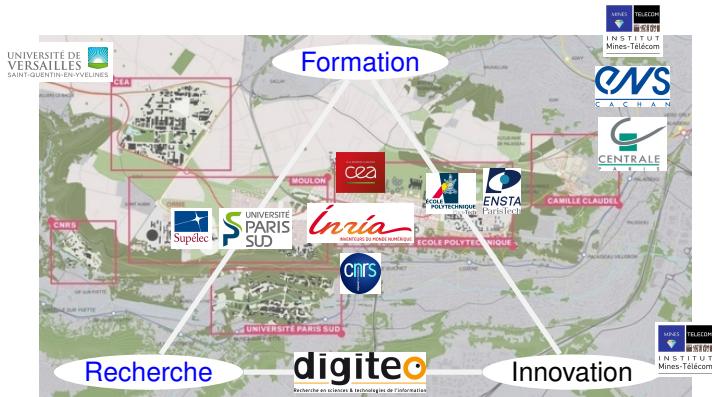 MINES TELECOM
INSTITUT
Mines-Télécom
UNIVERSITÉ DE
VERSAILLES
SAINT-QUENTIN-EN-YVELINES
Formation
ens
CACHAN
CEA
CENTRALE
PARIS
MOULON
cea
ÉCOLE
POLYTECHNIQUE
ENSTA
ParisTech
CAMILLE CLAUDEL
CNRS
Supélec
UNIVERSITÉ
PARIS
SUD
Inria
INVENTEURS DU MONDE NUMÉRIQUE
ECOLE POLYTECHNIQUE
cnrs
UNIVERSITÉ PARIS SUD
MINES TELECOM
INSTITUT
Mines-Télécom
Recherche
digiteo
Recherche en sciences & technologies de l'information
Innovation